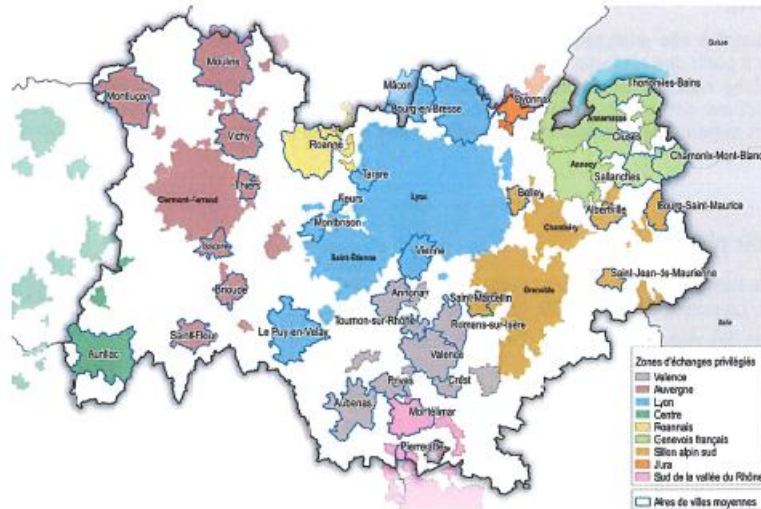 Suisse
Moulins
Mâcon
Thonon-les-Bains
Montluçon
Bourg-en-Bresse
Oyonnax
Annemasse
Vichy
Cluses
Roanne
Chamonix-Mont-Blanc
Annecy
Sallanches
Thiers
Tarare
Clermont-Ferrand
Feurs
Lyon
Belley
Albertville
Bourg-Saint-Maurice
Montbrison
Chambéry
Issoire
Vienne
Saint-Étienne
Saint-Jean-de-Maurienne
Brioude
Annonay
Saint-Marcellin
Grenoble
Tournon-sur-Rhône
Italie
Saint-Flour
Le Puy-en-Velay
Romans-sur-Isère
Aurillac
Valence
Privas
Crest
Aubenas
Montélimar
Pierrelatte
Zones d'échanges privilégiés
Valence
Auvergne
Lyon
Centre
Roannais
Genevois français
Sillon alpin sud
Jura
Sud de la vallée du Rhône
Aires de villes moyennes